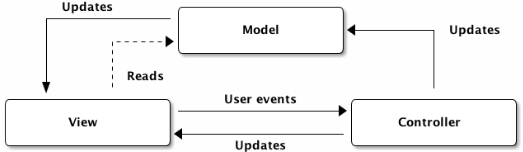 Updates
Model
Updates
Reads
User events
View
Controller
Updates